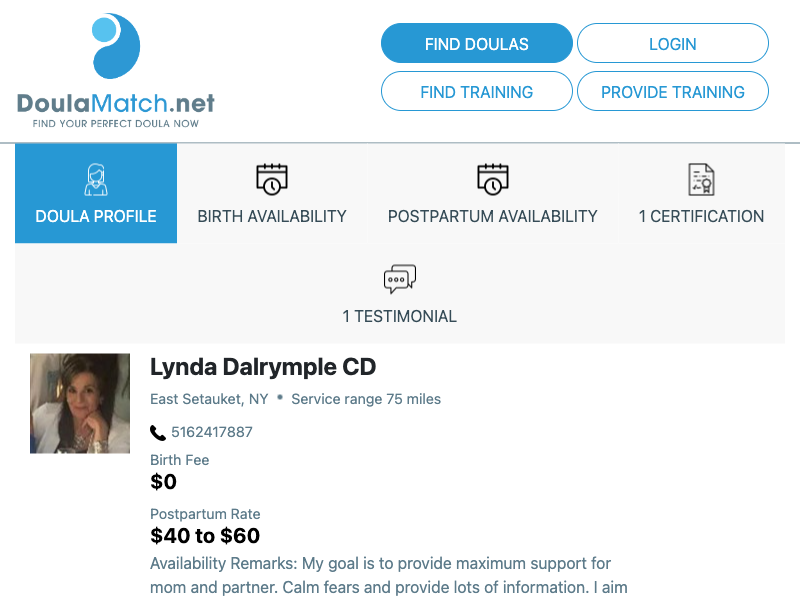 DoulaMatch.net
FIND YOUR PERFECT DOULA NOW
FIND DOULAS
LOGIN
FIND TRAINING
PROVIDE TRAINING
DOULA PROFILE
BIRTH AVAILABILITY
POSTPARTUM AVAILABILITY
1 CERTIFICATION
1 TESTIMONIAL
Lynda Dalrymple CD
East Setauket, NY • Service range 75 miles
5162417887
Birth Fee
$0
Postpartum Rate
$40 to $60
Availability Remarks: My goal is to provide maximum support for
mom and partner. Calm fears and provide lots of information. I aim